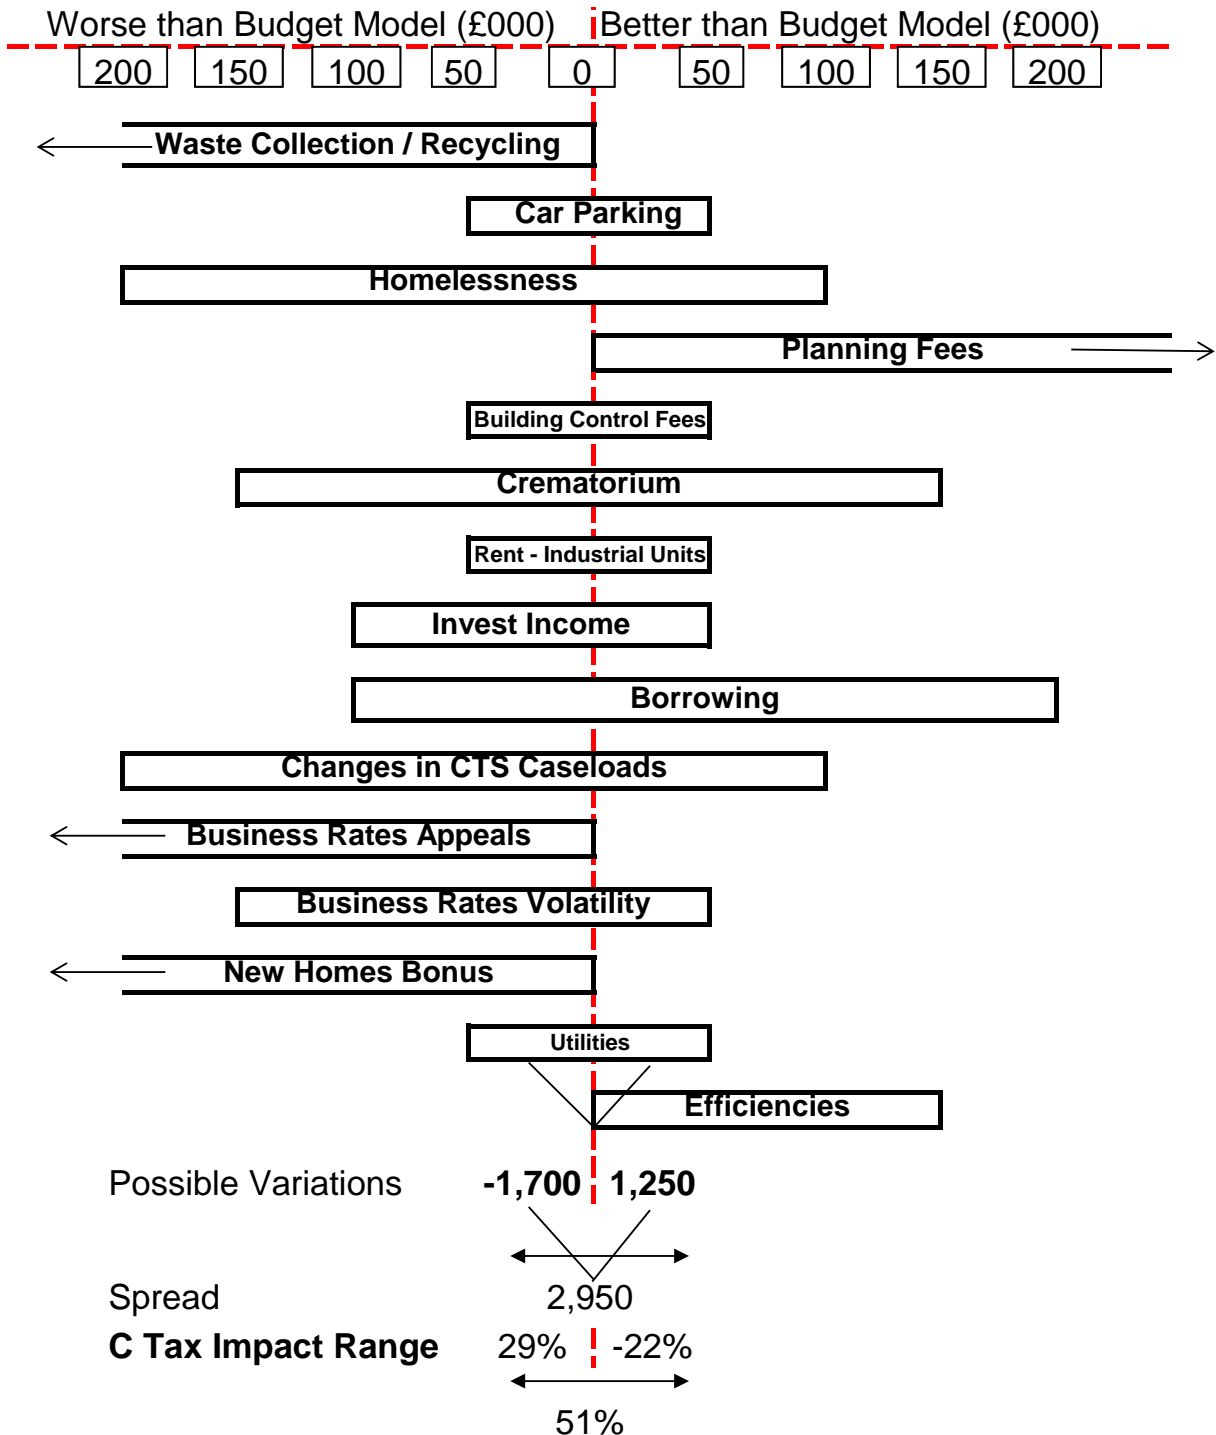 Worse than Budget Model (£000) Better than Budget Model (£000)
200 150 100 50 0 50 100 150 200
Waste Collection / Recycling
Car Parking
Homelessness
Planning Fees
Building Control Fees
Crematorium
Rent - Industrial Units
Invest Income
Borrowing
Changes in CTS Caseloads
Business Rates Appeals
Business Rates Volatility
New Homes Bonus
Utilities
Efficiencies
Possible Variations -1,700 1,250
Spread 2,950
C Tax Impact Range 29% -22%
51%